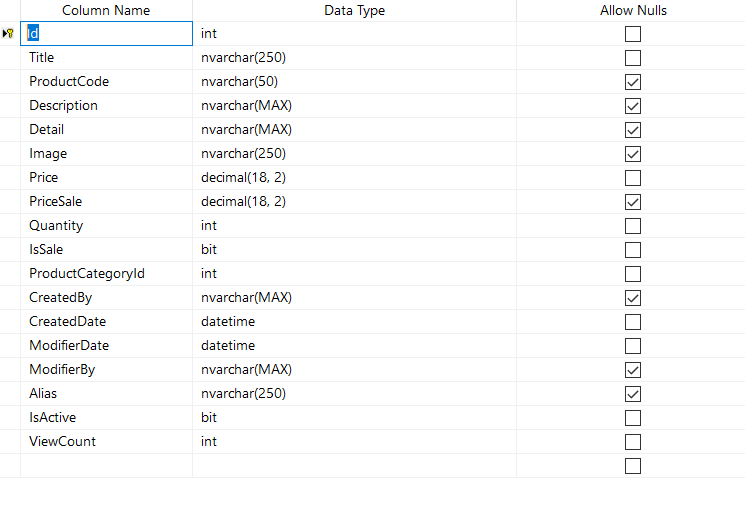 Column Name Data Type Allow Nulls
Id int
Title nvarchar(250)
ProductCode nvarchar(50)
Description nvarchar(MAX)
Detail nvarchar(MAX)
Image nvarchar(250)
Price decimal(18, 2)
PriceSale decimal(18, 2)
Quantity int
IsSale bit
ProductCategoryId int
CreatedBy nvarchar(MAX)
CreatedDate datetime
ModifierDate datetime
ModifierBy nvarchar(MAX)
Alias nvarchar(250)
IsActive bit
ViewCount int